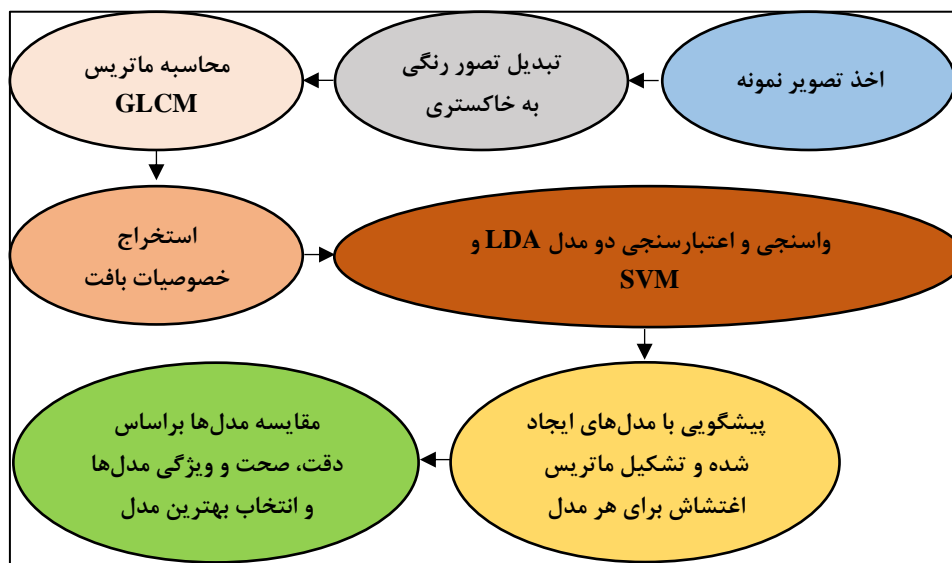 اخذ تصویر نمونه
تبدیل تصور رنگی
به خاکستری
محاسبه ماتریس
GLCM
استخراج
خصوصیات بافت
واسنجی و اعتبارسنجی دو مدل LDA و
SVM
پیشگویی با مدل‌های ایجاد
شده و تشکیل ماتریس
اغتشاش برای هر مدل
مقایسه مدل‌ها براساس
دقت، صحت و ویژگی مدل‌ها
و انتخاب بهترین مدل